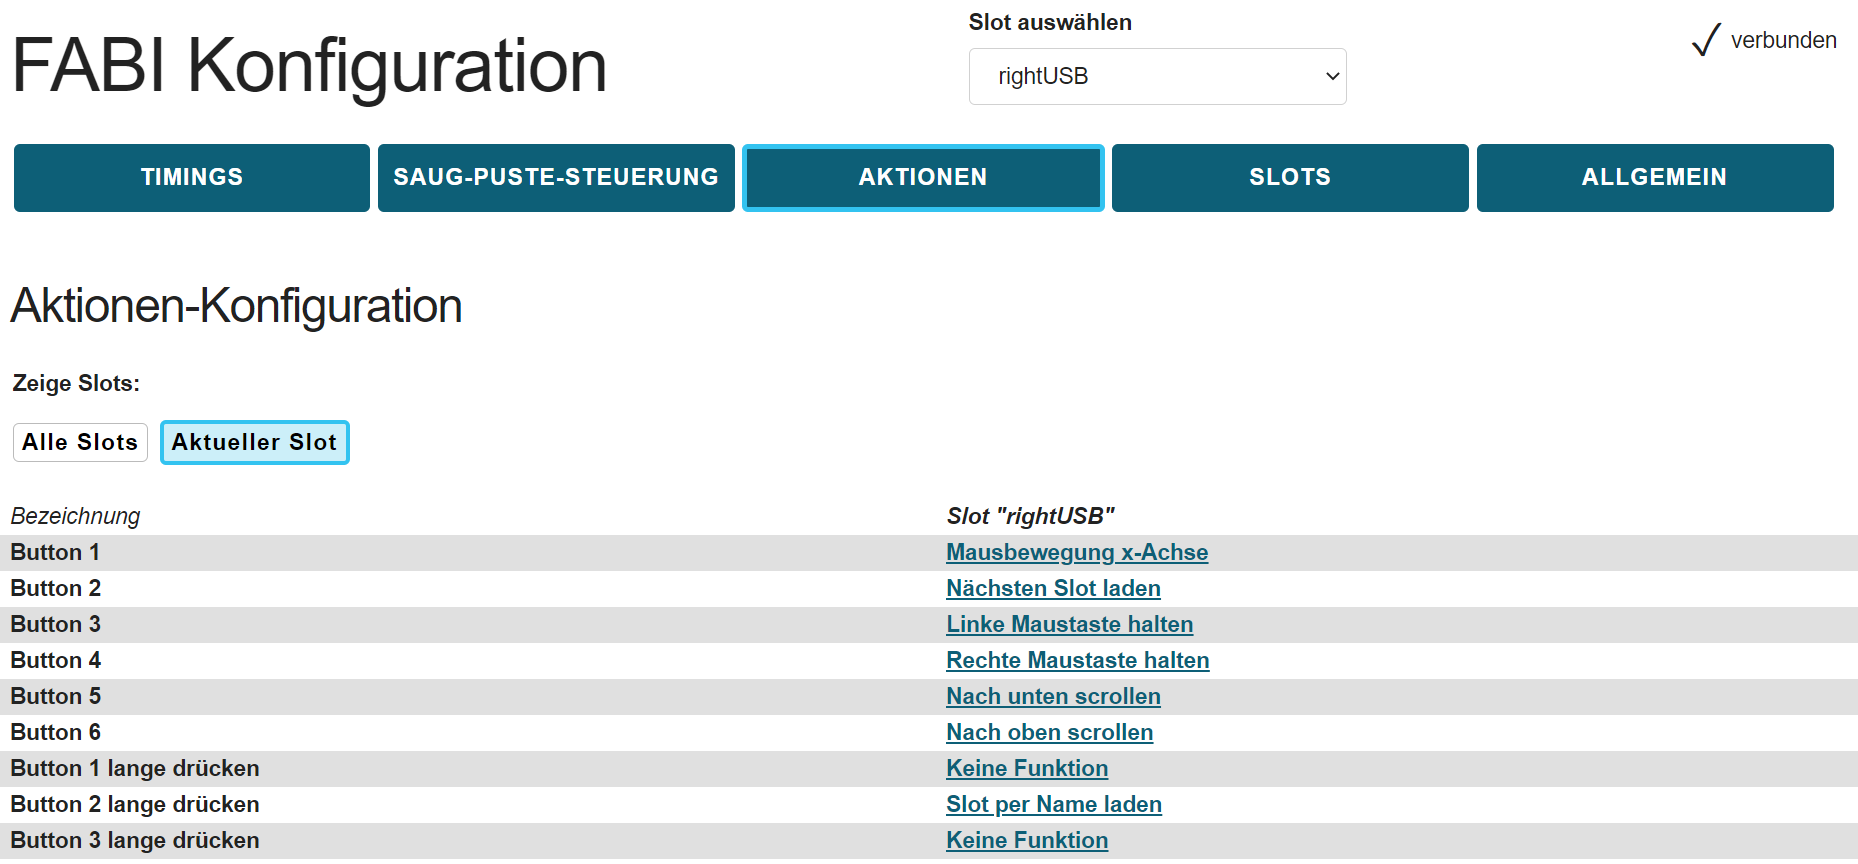 FABI Konfiguration
Slot auswählen
rightUSB
verbunden
TIMINGS
SAUG-PUSTE-STEUERUNG
AKTIONEN
SLOTS
ALLGEMEIN
Aktionen-Konfiguration
Zeige Slots:
Alle Slots
Aktueller Slot
Bezeichnung Slot "rightUSB"
Button 1 Mausbewegung x-Achse
Button 2 Nächsten Slot laden
Button 3 Linke Maustaste halten
Button 4 Rechte Maustaste halten
Button 5 Nach unten scrollen
Button 6 Nach oben scrollen
Button 1 lange drücken Keine Funktion
Button 2 lange drücken Slot per Name laden
Button 3 lange drücken Keine Funktion